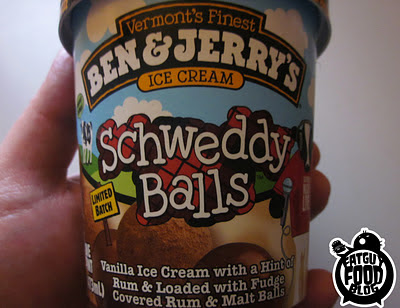 Vermont's Finest
BEN & JERRY'S
ICE CREAM
Schweddy
Balls
LIMITED
BATCH
Vanilla Ice Cream with a Hint of
Rum & Loaded with Fudge
Covered Rum & Malt Balls
FATGUY
FOOD
BLOG